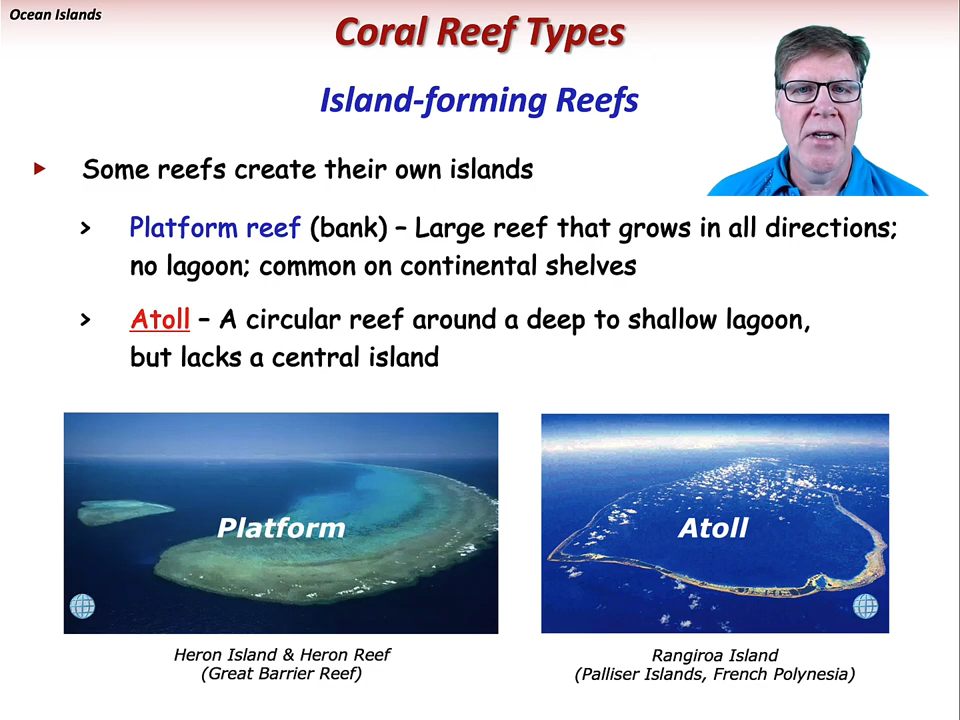 Ocean Islands
Coral Reef Types
Island-forming Reefs
Some reefs create their own islands
> Platform reef (bank) – Large reef that grows in all directions;
no lagoon; common on continental shelves
> Atoll – A circular reef around a deep to shallow lagoon,
but lacks a central island
Platform
Atoll
Heron Island & Heron Reef
(Great Barrier Reef)
Rangiroa Island
(Palliser Islands, French Polynesia)